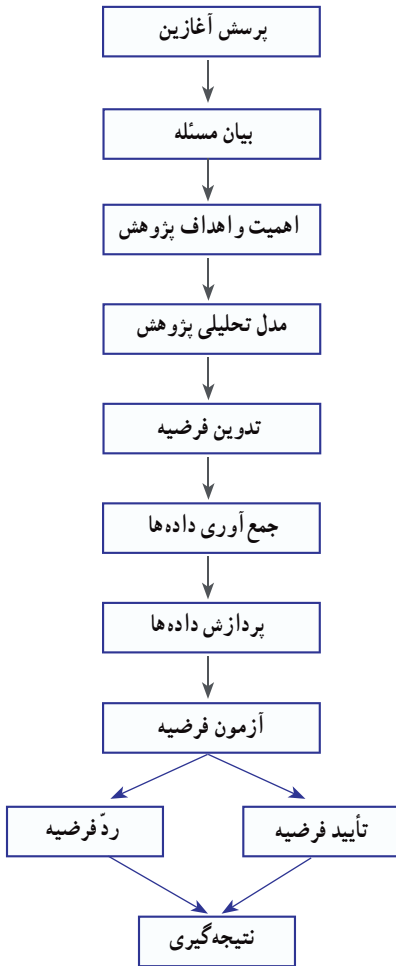 پرسش آغازین
بیان مسئله
اهمیت و اهداف پژوهش
مدل تحلیلی پژوهش
تدوین فرضیه
جمع آوری داده‌ها
پردازش داده‌ها
آزمون فرضیه
تأیید فرضیه
ردّ فرضیه
نتیجه‌گیری